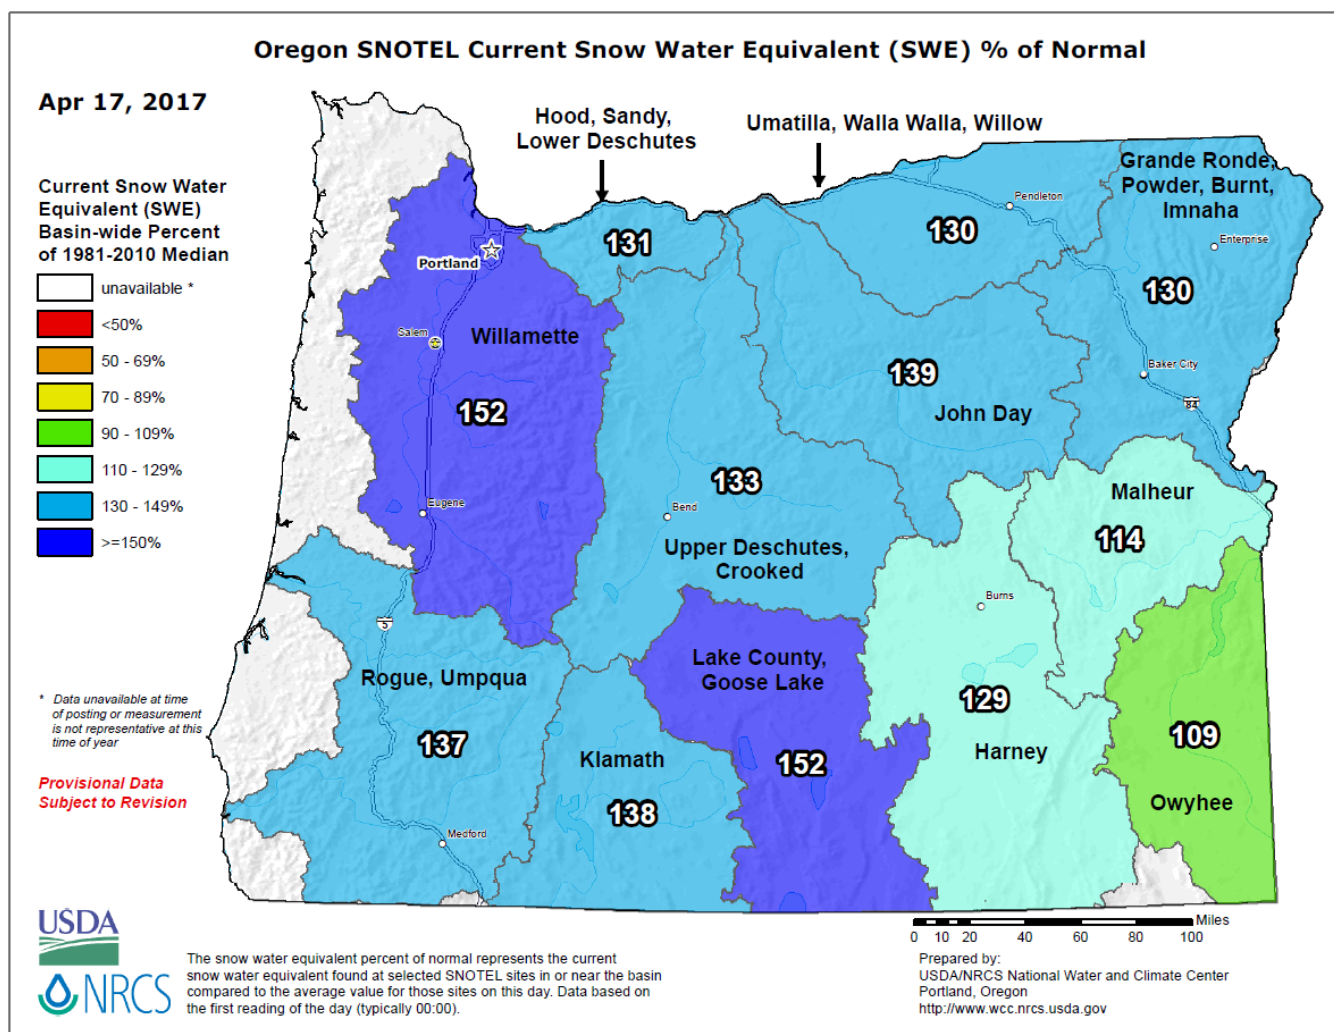 Oregon SNOTEL Current Snow Water Equivalent (SWE) % of Normal
Apr 17, 2017
Current Snow Water
Equivalent (SWE)
Basin-wide Percent
of 1981-2010 Median
unavailable *
<50%
50 - 69%
70 - 89%
90 - 109%
110 - 129%
130 - 149%
>=150%
Hood, Sandy,
Lower Deschutes
Umatilla, Walla Walla, Willow
Grande Ronde,
Powder, Burnt,
Imnaha
Pendleton
Enterprise
131
130
130
Portland
Salem
Willamette
152
139
John Day
Baker City
84
133
Bend
Upper Deschutes,
Crooked
Eugene
Malheur
114
Burns
5
Rogue, Umpqua
137
Lake County,
Goose Lake
152
129
Harney
109
Owyhee
Klamath
138
Medford
* Data unavailable at time
of posting or measurement
is not representative at this
time of year
Provisional Data
Subject to Revision
USDA
NRCS
The snow water equivalent percent of normal represents the current
snow water equivalent found at selected SNOTEL sites in or near the basin
compared to the average value for those sites on this day. Data based on
the first reading of the day (typically 00:00).
Miles
0 10 20 40 60 80 100
Prepared by:
USDA/NRCS National Water and Climate Center
Portland, Oregon
http://www.wcc.nrcs.usda.gov